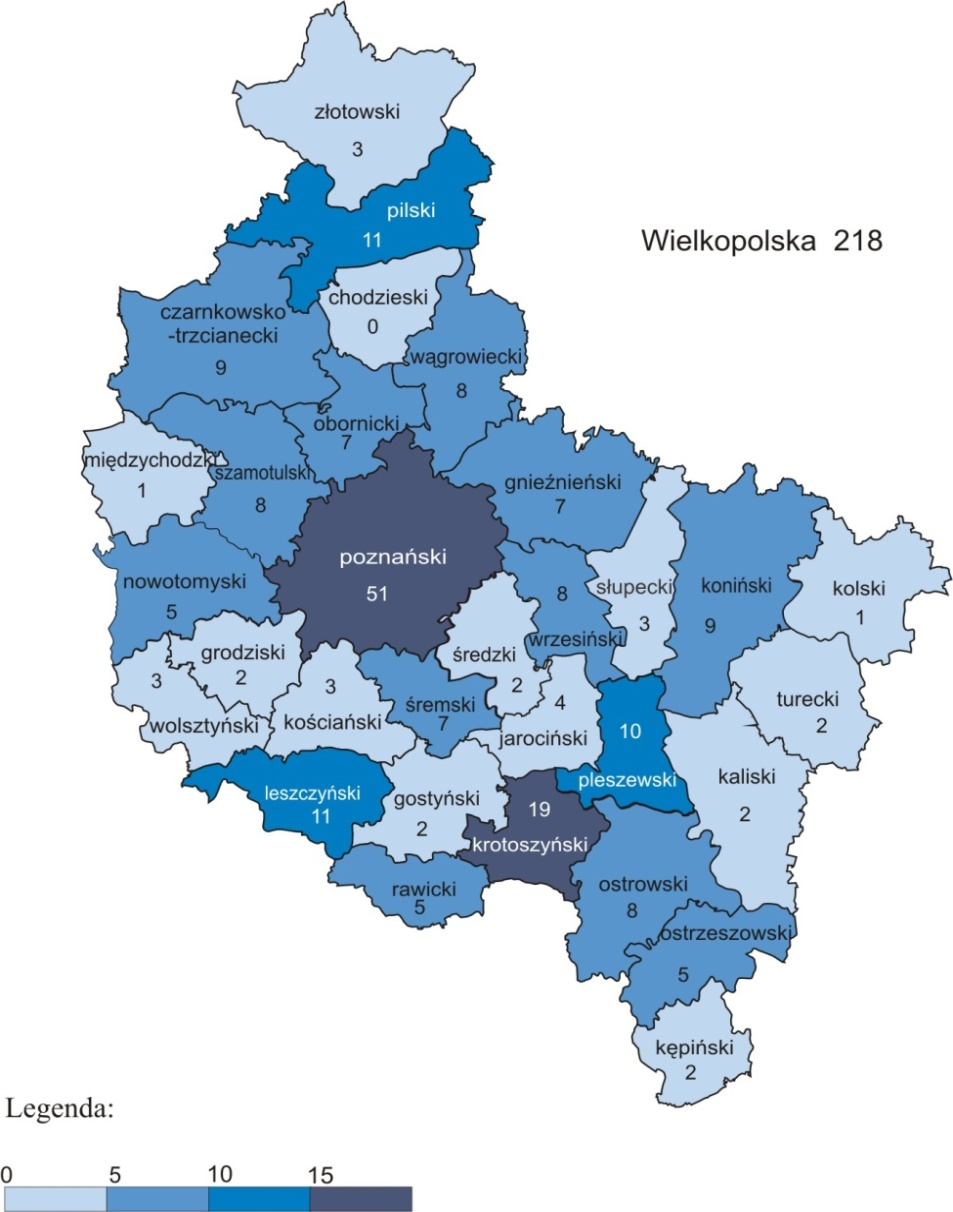 złotowski
3
pilski
11
Wielkopolska 218
chodzieski
0
czarnkowsko
-trzcianecki
9
wągrowiecki
8
obornicki
7
międzychodzki
1
szamotulski
8
gnieźnieński
7
poznański
51
nowotomyski
5
8
wrzesiński
słupecki
3
koniński
9
kolski
1
grodziski
2
średzki
2
3
wolsztyński
3
kościański
śremski
7
4
jarociński
turecki
2
10
pleszewski
kaliski
2
leszczyński
11
gostyński
2
19
krotoszyński
rawicki
5
ostrowski
8
ostrzeszowski
5
kępiński
2
Legenda:
0 5 10 15